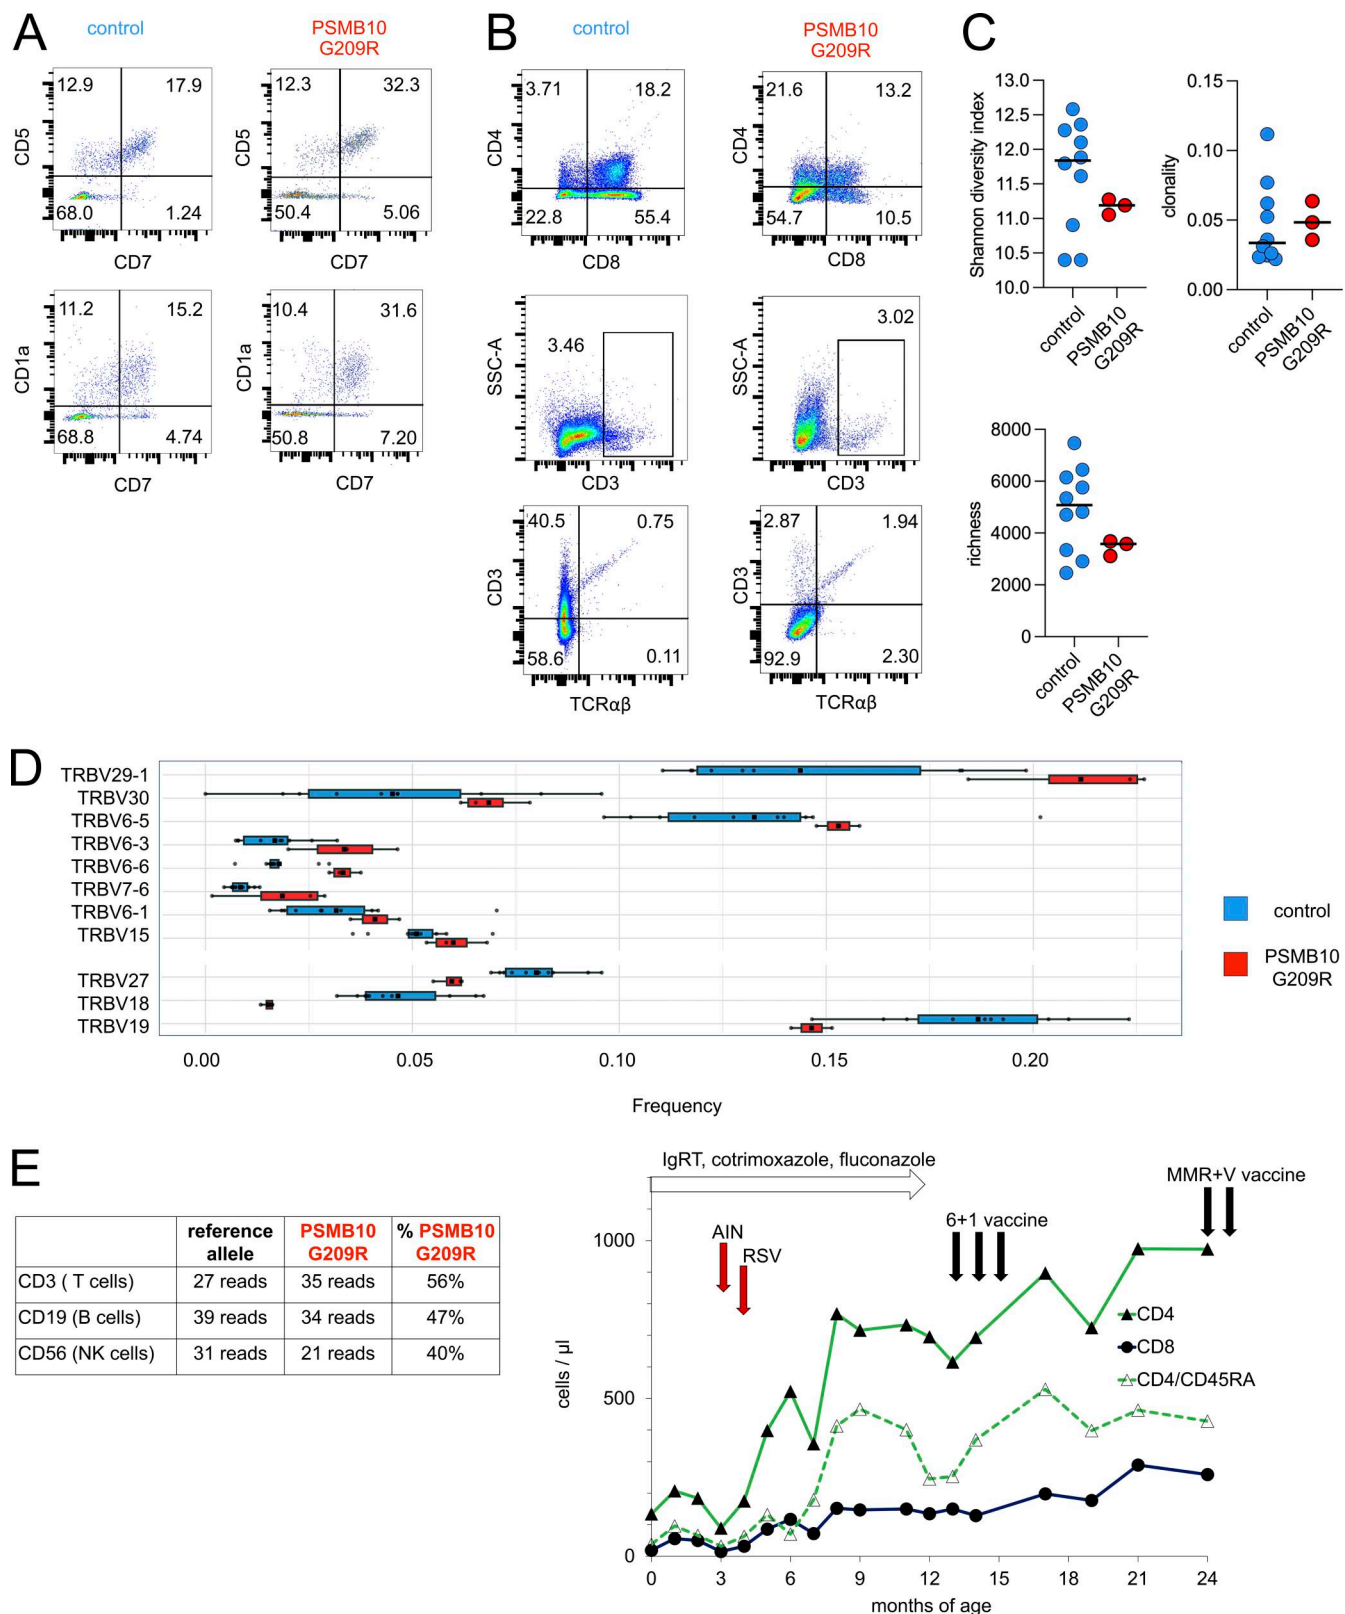 A
control
PSMB10
G209R
12.9
17.9
CD5
68.0
1.24
CD7
12.3
32.3
CD5
50.4
5.06
CD7
11.2
15.2
CD1a
68.8
4.74
CD7
10.4
31.6
CD1a
50.8
7.20
CD7
B
control
PSMB10
G209R
3.71
18.2
CD4
22.8
55.4
CD8
21.6
13.2
CD4
54.7
10.5
CD8
3.46
SSC-A
CD3
3.02
SSC-A
CD3
40.5
0.75
CD3
58.6
0.11
TCRαβ
2.87
1.94
CD3
92.9
2.30
TCRαβ
C
Shannon diversity index
13.0
12.5
12.0
11.5
11.0
10.5
10.0
control
PSMB10
G209R
clonality
0.15
0.10
0.05
0.00
control
PSMB10
G209R
richness
8000
6000
4000
2000
0
control
PSMB10
G209R
D
TRBV29-1
TRBV30
TRBV6-5
TRBV6-3
TRBV6-6
TRBV7-6
TRBV6-1
TRBV15
TRBV27
TRBV18
TRBV19
0.00 0.05 0.10 0.15 0.20
Frequency
control
PSMB10
G209R
E
reference allele PSMB10 G209R % PSMB10 G209R
CD3 ( T cells) 27 reads 35 reads 56%
CD19 (B cells) 39 reads 34 reads 47%
CD56 (NK cells) 31 reads 21 reads 40%
IgRT, cotrimoxazole, fluconazole
AIN
RSV
6+1 vaccine
MMR+V vaccine
1000
500
0
cells / µl
CD4
CD8
CD4/CD45RA
0 3 6 9 12 15 18 21 24
months of age